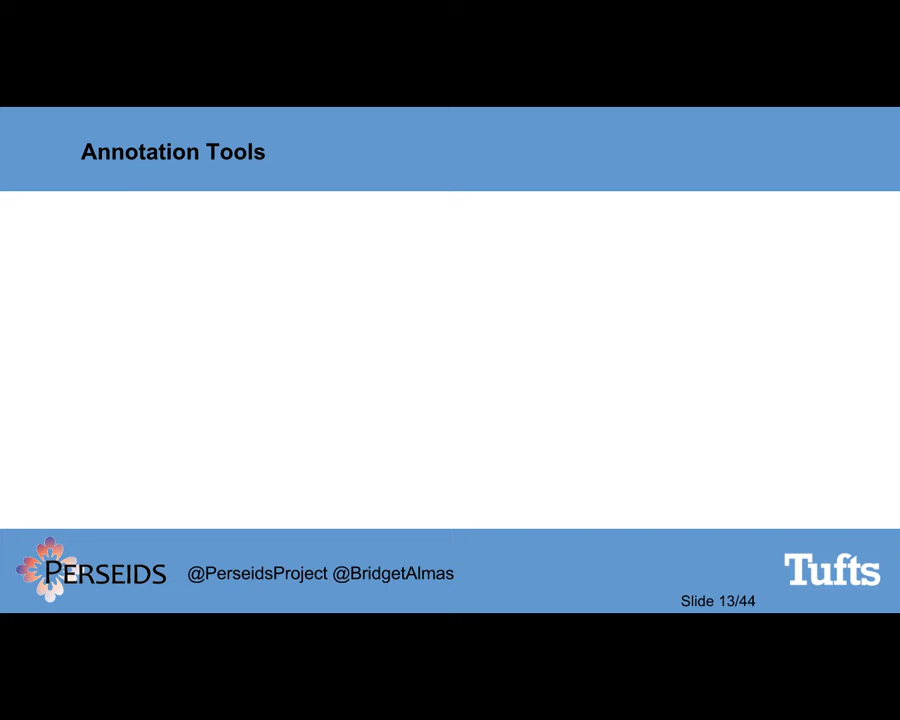 Annotation Tools
PERSEIDS
@PerseidsProject @BridgetAlmas
Tufts
Slide 13/44